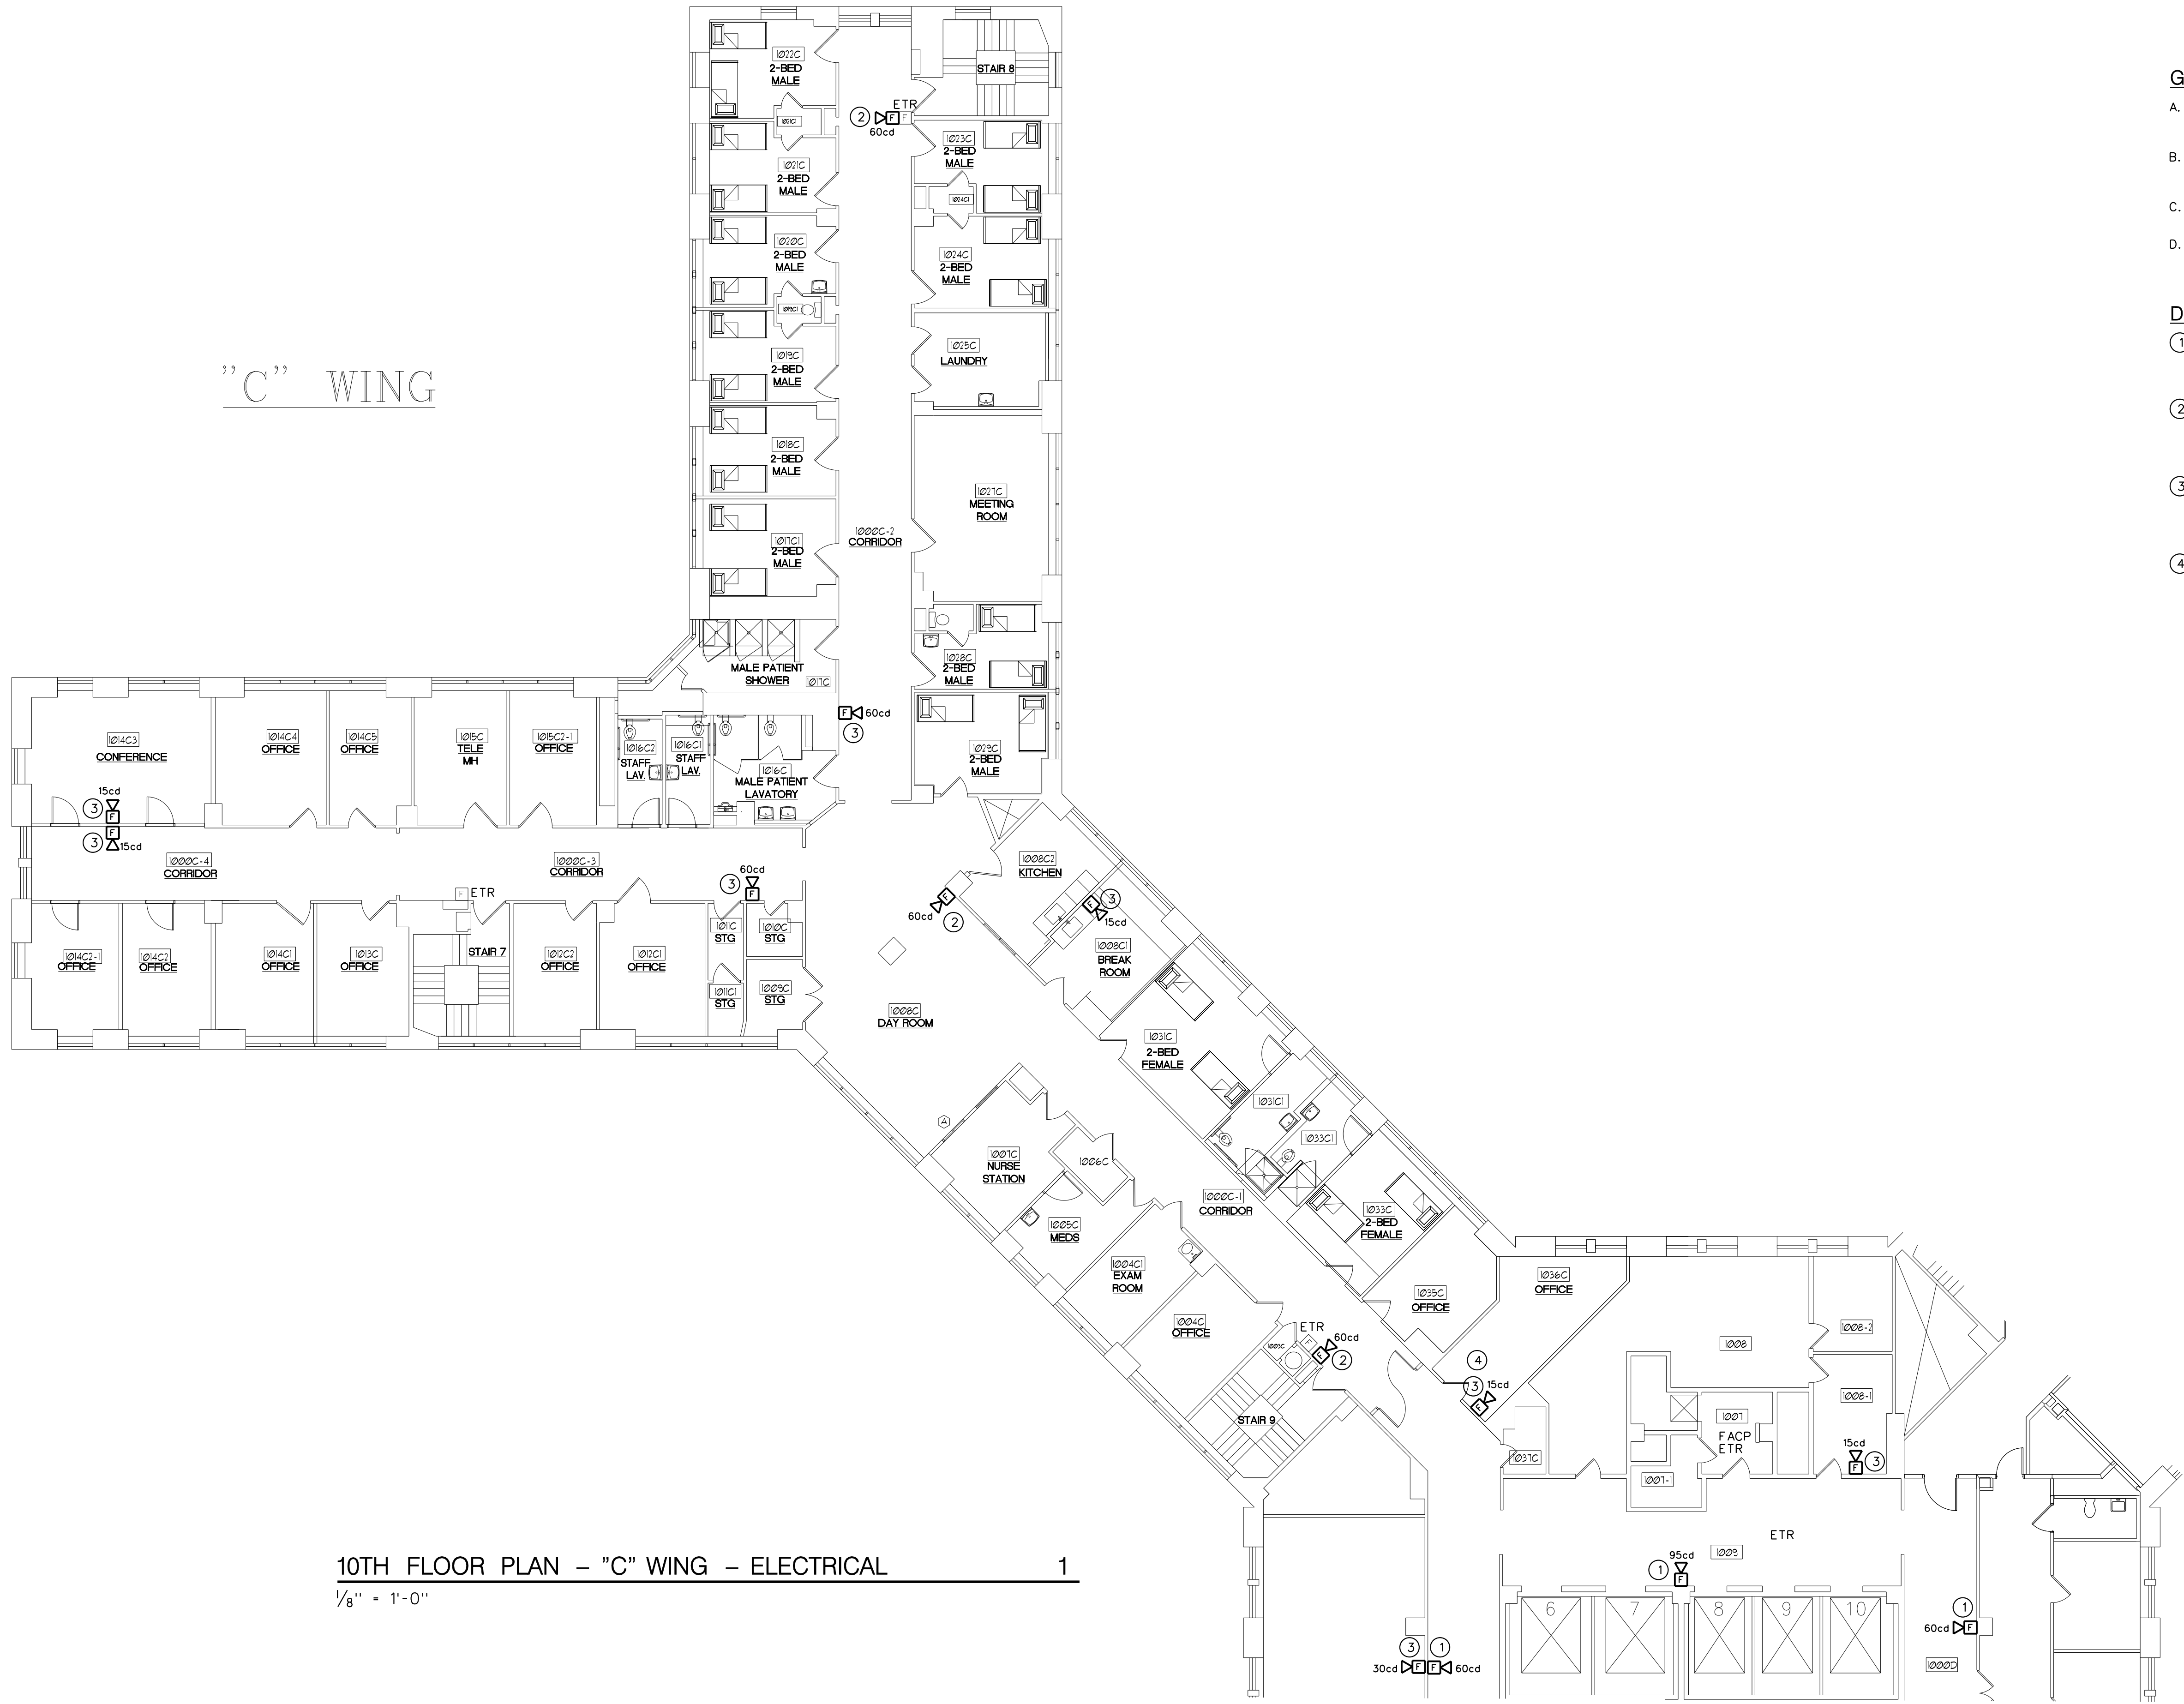 1022C
2-BED
MALE
STAIR 8
ETR
2
F
F
60cd
1021C1
1023C
2-BED
MALE
1021C
2-BED
MALE
1024C1
1020C
2-BED
MALE
1024C
2-BED
MALE
1019C1
1019C
2-BED
MALE
1025C
LAUNDRY
"C" WING
1018C
2-BED
MALE
1027C
MEETING
ROOM
1017C1
2-BED
MALE
1000C-2
CORRIDOR
1028C
2-BED
MALE
MALE PATIENT
SHOWER
1017C
F
60cd
3
1029C
2-BED
MALE
1014C3
CONFERENCE
1014C4
OFFICE
1014C5
OFFICE
1015C
TELE
MH
1015C2-1
OFFICE
1016C2
STAFF
LAV.
1016C1
STAFF
LAV.
1016C
MALE PATIENT
LAVATORY
15cd
3
F
3
F
15cd
1000C-4
CORRIDOR
1000C-3
CORRIDOR
60cd
3
F
F
ETR
1014C2-1
OFFICE
1014C2
OFFICE
1014C1
OFFICE
1013C
OFFICE
STAIR 7
1012C2
OFFICE
1012C1
OFFICE
1011C
STG
1010C
STG
1011C1
STG
1009C
STG
1008C2
KITCHEN
F
60cd
2
F
3
15cd
1008C1
BREAK
ROOM
1008C
DAY ROOM
1031C
2-BED
FEMALE
A
1031C1
1033C1
1007C
NURSE
STATION
1006C
1000C-1
CORRIDOR
1005C
MEDS
1033C
2-BED
FEMALE
1004C1
EXAM
ROOM
1004C
OFFICE
1035C
OFFICE
1036C
OFFICE
ETR
F
1003C
F
60cd
2
STAIR 9
4
3
15cd
F
1037C
1008
1008-2
1008-1
1007
FACP
ETR
1007-1
15cd
F
3
ETR
1009
95cd
1
F
6
7
8
9
10
3
30cd
F
1
F
60cd
1
60cd
F
1000D
10TH FLOOR PLAN – "C" WING – ELECTRICAL 1
1/8" = 1'-0"
G
A.
B.
C.
D.
D
1
2
3
4